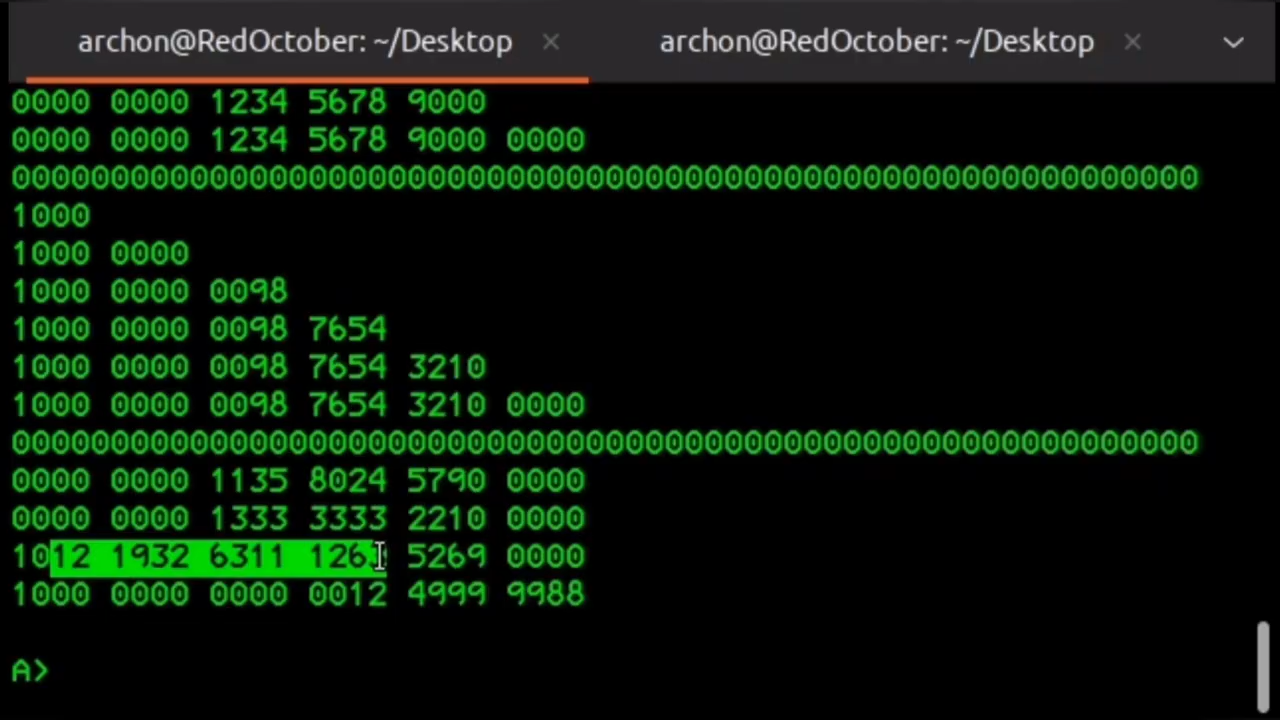 archon@RedOctober: ~/Desktop × archon@RedOctober: ~/Desktop ×
0000 0000 1234 5678 9000
0000 0000 1234 5678 9000 0000
000000000000000000000000000000000000000000000000000000000000
1000
1000 0000
1000 0000 0098
1000 0000 0098 7654
1000 0000 0098 7654 3210
1000 0000 0098 7654 3210 0000
000000000000000000000000000000000000000000000000000000000000
0000 0000 1135 8024 5790 0000
0000 0000 1333 3333 2210 0000
1012 1932 6311 1263 5269 0000
1000 0000 0000 0012 4999 9988
A>